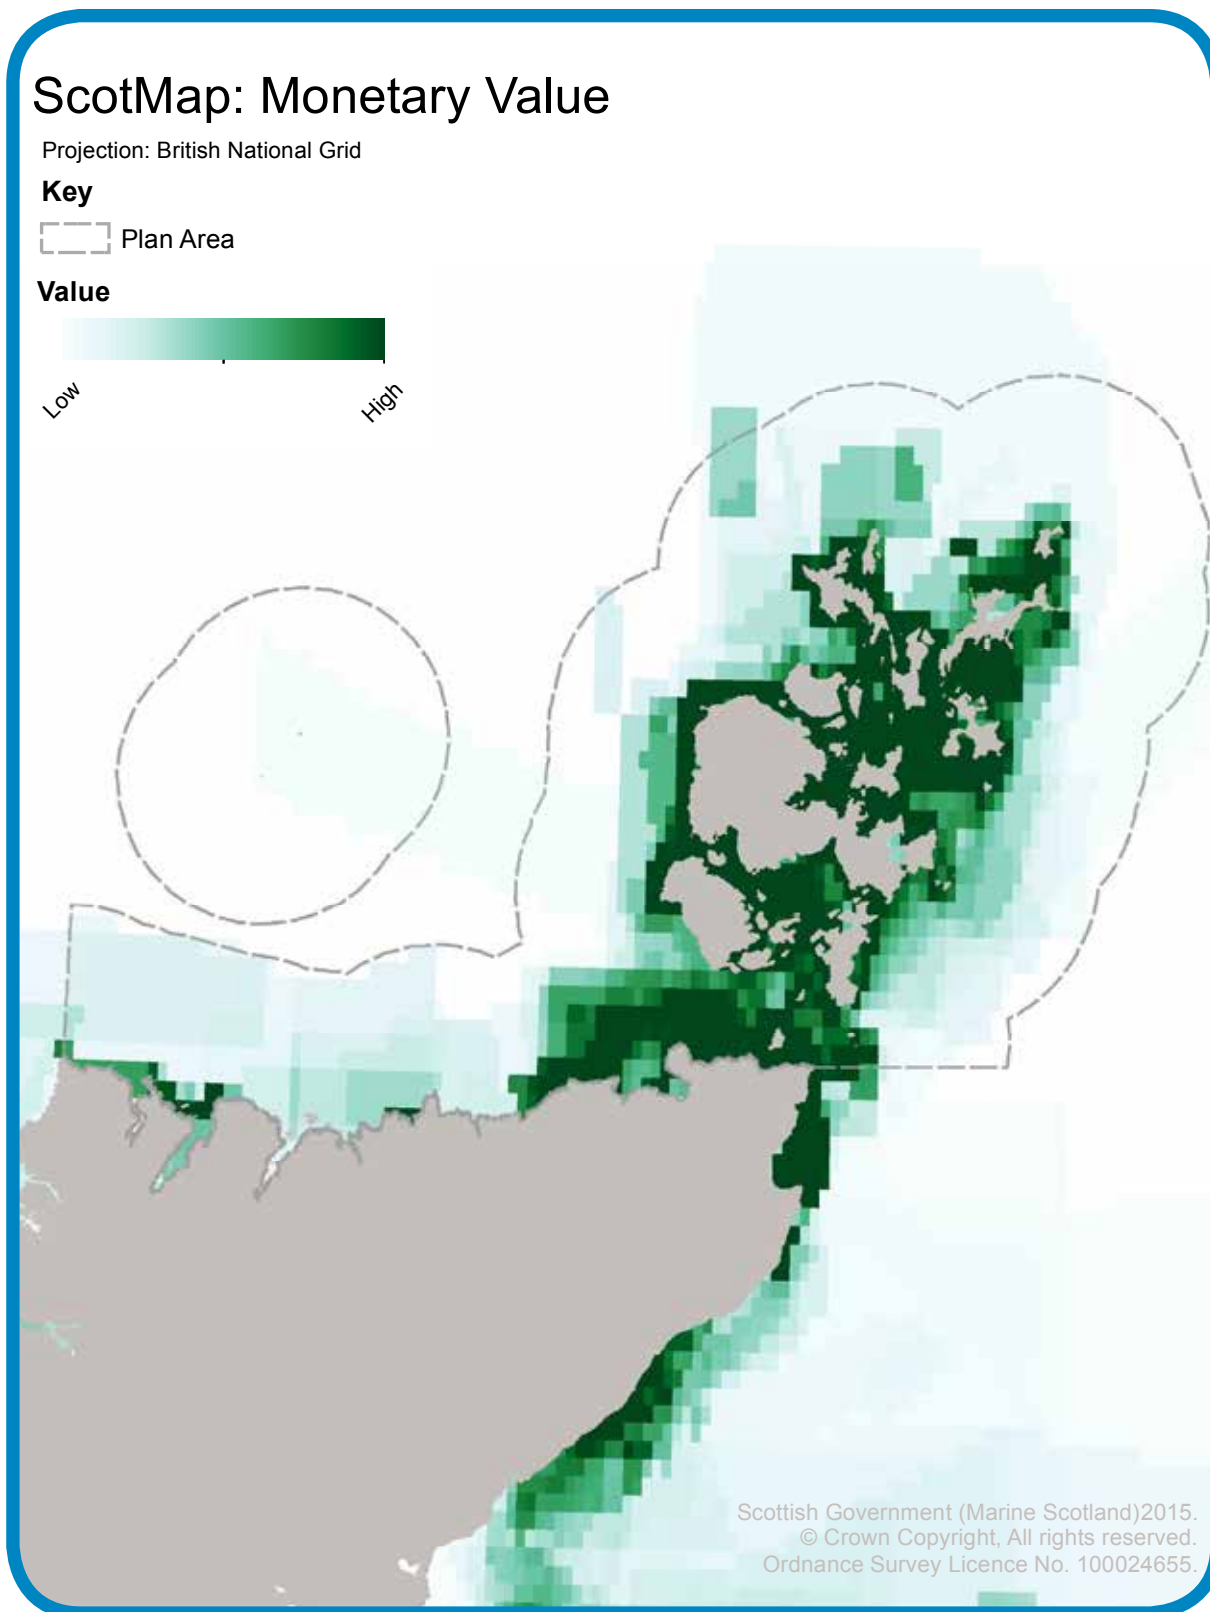 ScotMap: Monetary Value
Projection: British National Grid
Key
Plan Area
Value
Low
High
Scottish Government (Marine Scotland)2015.
© Crown Copyright, All rights reserved.
Ordnance Survey Licence No. 100024655.